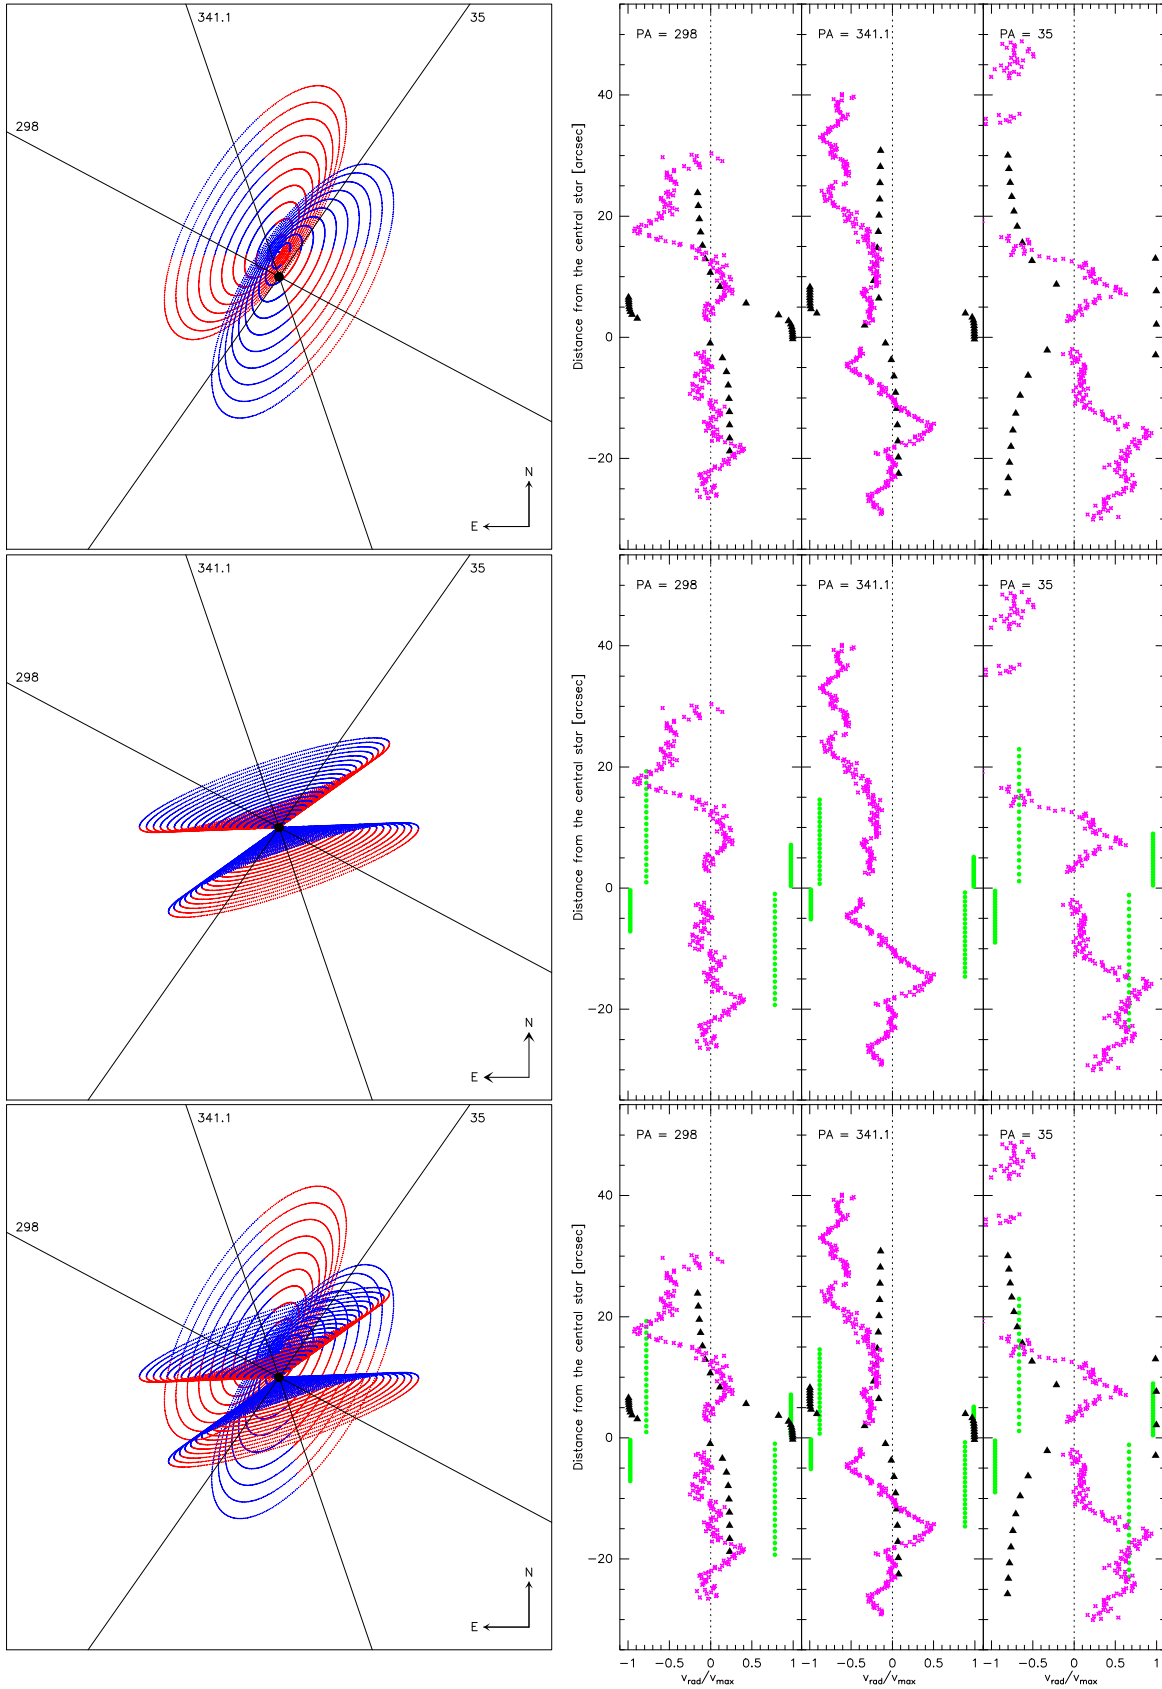 341.1
35
298
N
E
PA = 298
PA = 341.1
PA = 35
40
20
0
−20
Distance from the central star [arcsec]
341.1
35
298
N
E
PA = 298
PA = 341.1
PA = 35
40
20
0
−20
Distance from the central star [arcsec]
341.1
35
298
N
E
PA = 298
PA = 341.1
PA = 35
40
20
0
−20
Distance from the central star [arcsec]
−1 −0.5 0 0.5 1
−0.5 0 0.5
−1 −0.5 0 0.5 1
v_rad/v_max
v_rad/v_max
v_rad/v_max